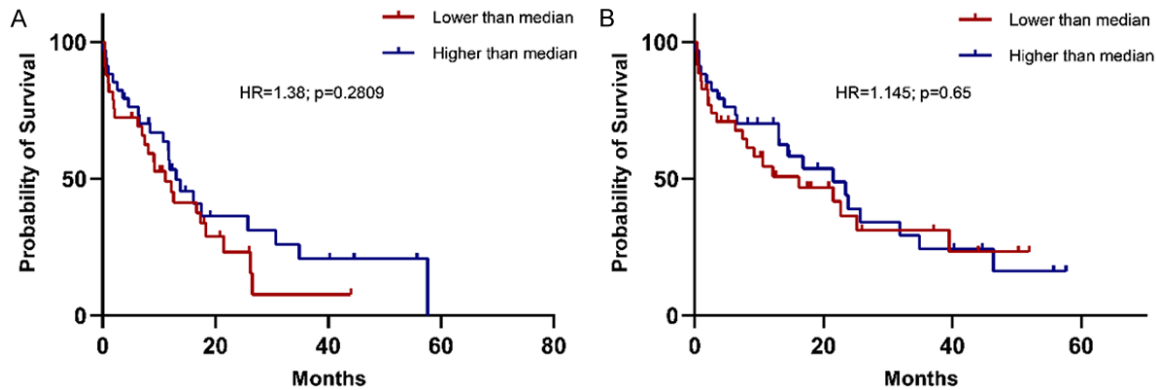 A
Lower than median
Higher than median
HR=1.38; p=0.2809
Probability of Survival
100
50
0
0 20 40 60 80
Months
B
Lower than median
Higher than median
HR=1.145; p=0.65
Probability of Survival
100
50
0
0 20 40 60
Months